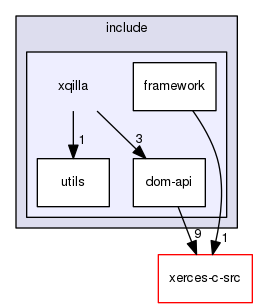 include
xqilla
framework
1
3
utils
dom-api
9
1
xerces-c-src